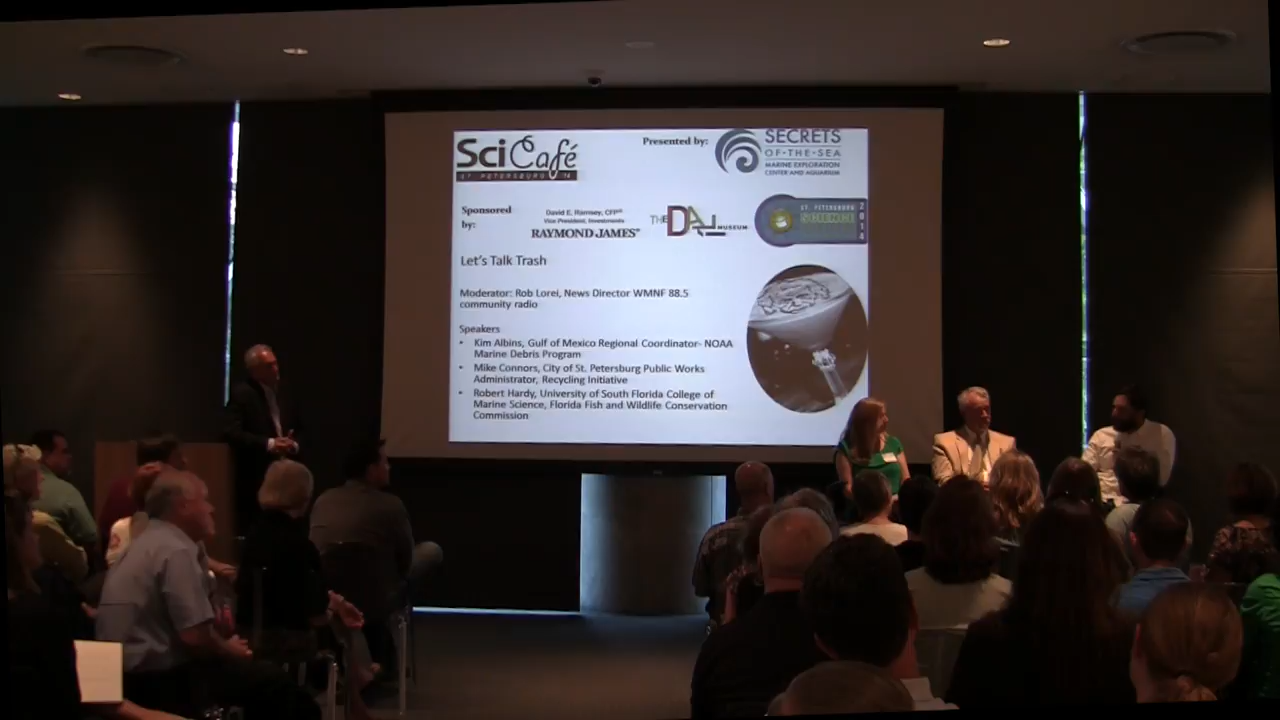 SciCafé
ST. PETERSBURG 14
Presented by:
SECRETS
OF·THE·SEA
MARINE EXPLORATION
CENTER AND AQUARIUM
Sponsored
by:
David E. Ramsey, CFP®
Vice President, Investments
RAYMOND JAMES®
THE DALI MUSEUM
ST. PETERSBURG
SCIENCE
2014
Let's Talk Trash
Moderator: Rob Lorei, News Director WMNF 88.5
community radio
Speakers
• Kim Albins, Gulf of Mexico Regional Coordinator- NOAA
Marine Debris Program
• Mike Connors, City of St. Petersburg Public Works
Administrator, Recycling Initiative
• Robert Hardy, University of South Florida College of
Marine Science, Florida Fish and Wildlife Conservation
Commission